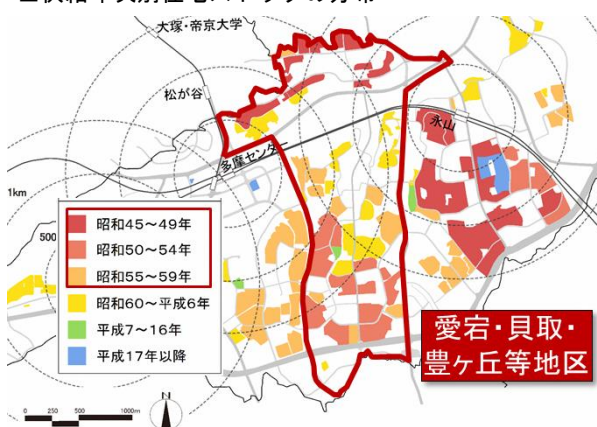 大塚・帝京大学
松が谷
多摩センター
永山
1km
500
昭和45～49年
昭和50～54年
昭和55～59年
昭和60～平成6年
平成7～16年
平成17年以降
愛宕・貝取・
豊ヶ丘等地区
N
0 250 500 1000m